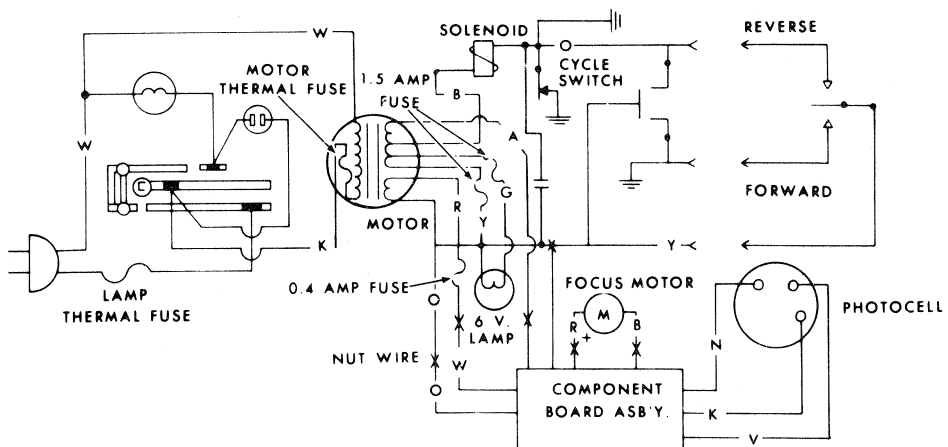 W
SOLENOID
REVERSE
MOTOR
THERMAL FUSE
1.5 AMP
FUSE
CYCLE
SWITCH
B
A
W
G
R
Y
MOTOR
FORWARD
K
Y
LAMP
THERMAL FUSE
0.4 AMP FUSE
6 V.
LAMP
FOCUS MOTOR
R
+
M
B
PHOTOCELL
N
NUT WIRE
W
COMPONENT
BOARD ASB'Y.
K
V